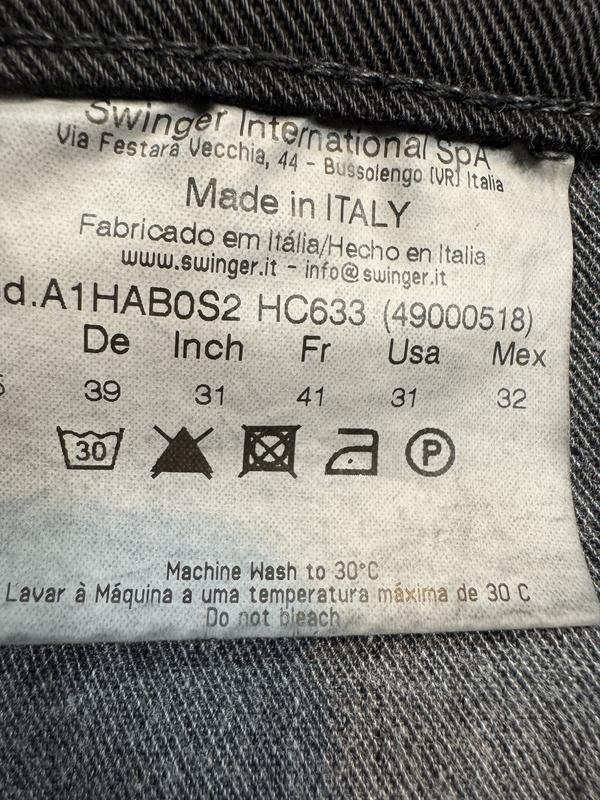 Swinger International SpA
Via Festara Vecchia, 44 - Bussolengo (VR) Italia
Made in ITALY
Fabricado em Itália/Hecho en Italia
www.swinger.it - info@swinger.it
d.A1HAB0S2 HC633 (49000518)
De Inch Fr Usa Mex
39 31 41 31 32
30 P
Machine Wash to 30°C
Lavar à Máquina a uma temperatura máxima de 30 C
Do not bleach